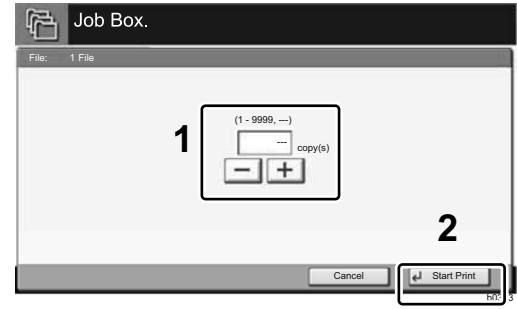 Job Box.
File: 1 File
1
(1 - 9999, ---)
--- copy(s)
− +
2
Cancel Start Print